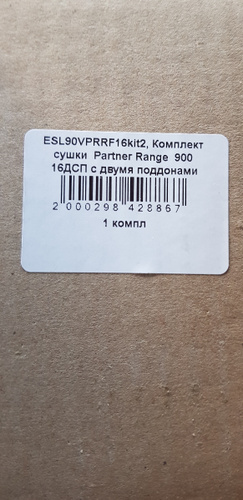 ESL90VPRRF16kit2, Комплект
сушки Partner Range 900
16ДСП с двумя поддонами
2 000298 428867
1 компл